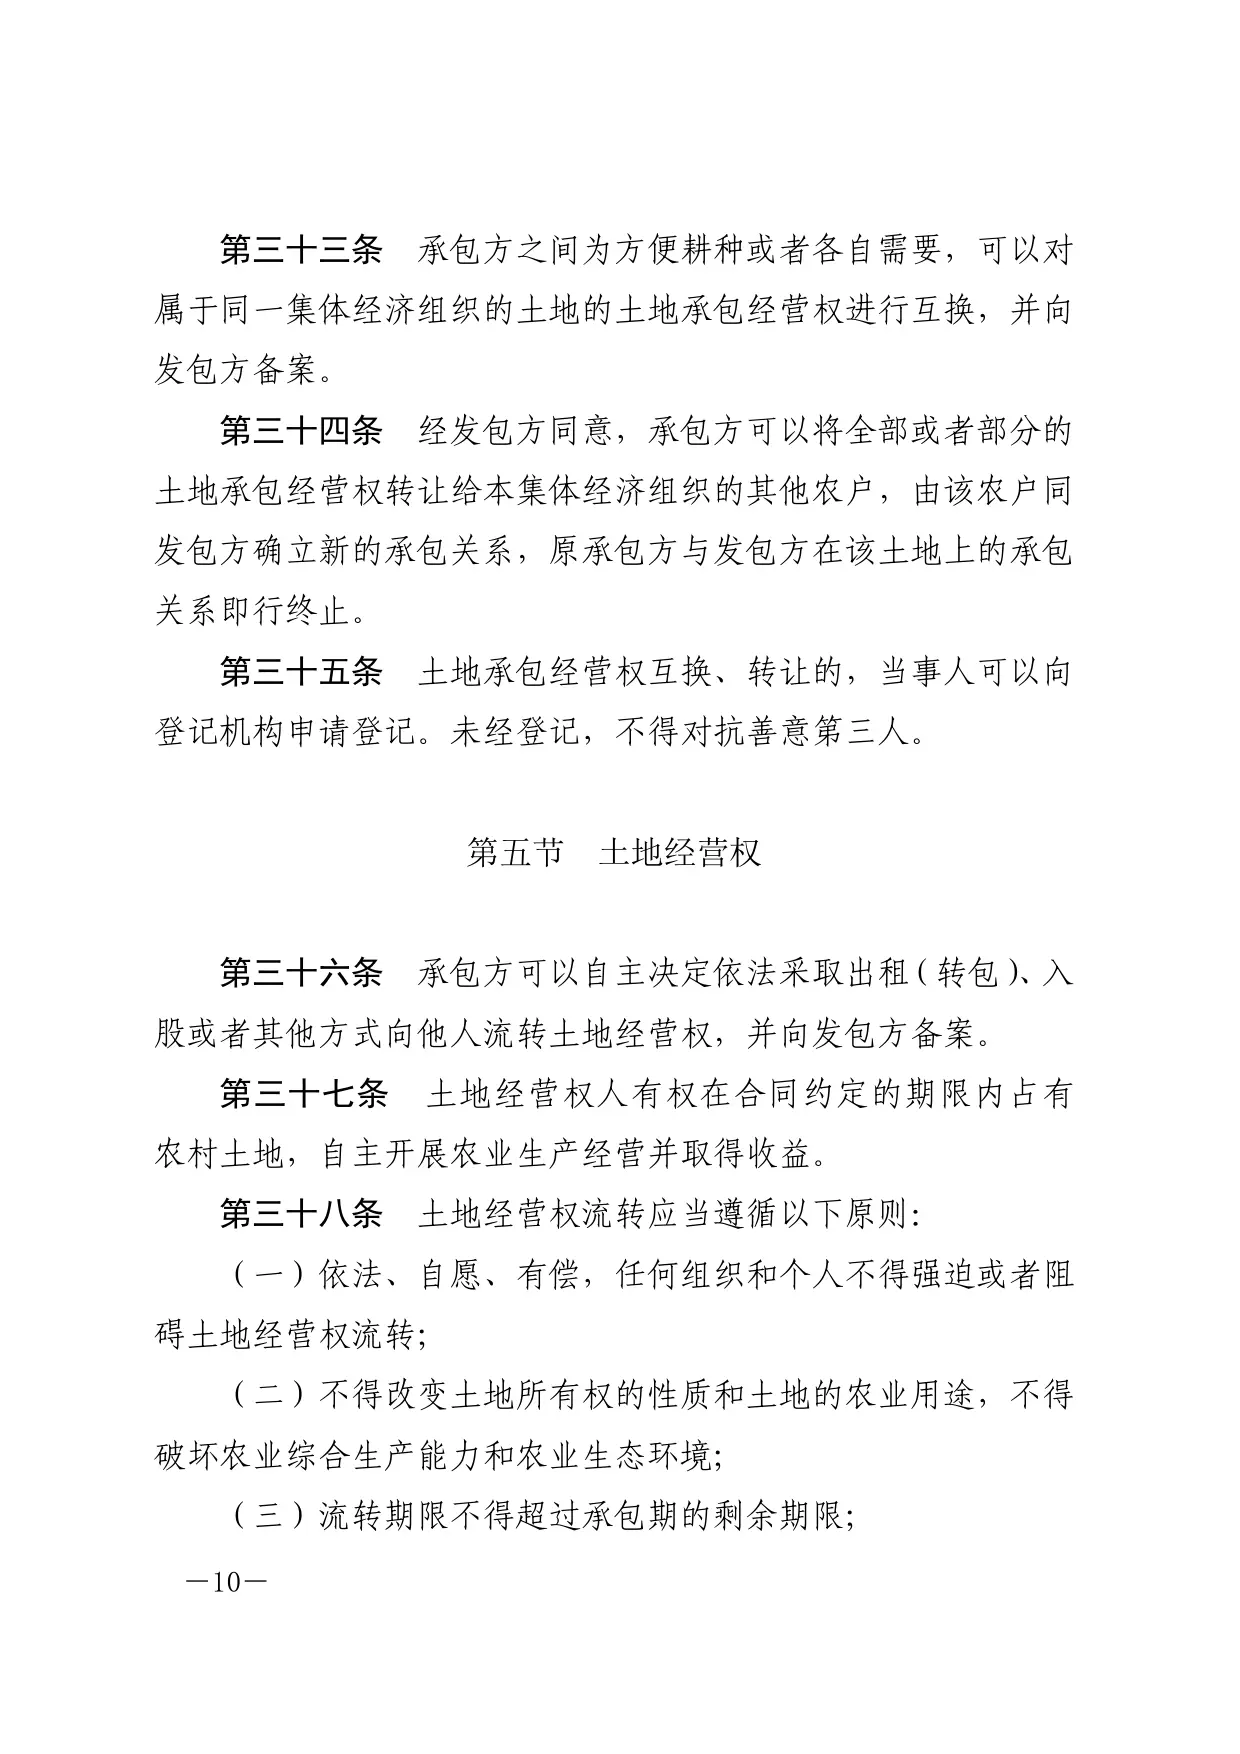 第三十三条　承包方之间为方便耕种或者各自需要，可以对
属于同一集体经济组织的土地的土地承包经营权进行互换，并向
发包方备案。
第三十四条　经发包方同意，承包方可以将全部或者部分的
土地承包经营权转让给本集体经济组织的其他农户，由该农户同
发包方确立新的承包关系，原承包方与发包方在该土地上的承包
关系即行终止。
第三十五条　土地承包经营权互换、转让的，当事人可以向
登记机构申请登记。未经登记，不得对抗善意第三人。
第五节　土地经营权
第三十六条　承包方可以自主决定依法采取出租（转包）、入
股或者其他方式向他人流转土地经营权，并向发包方备案。
第三十七条　土地经营权人有权在合同约定的期限内占有
农村土地，自主开展农业生产经营并取得收益。
第三十八条　土地经营权流转应当遵循以下原则：
（一）依法、自愿、有偿，任何组织和个人不得强迫或者阻
碍土地经营权流转；
（二）不得改变土地所有权的性质和土地的农业用途，不得
破坏农业综合生产能力和农业生态环境；
（三）流转期限不得超过承包期的剩余期限；
－10－